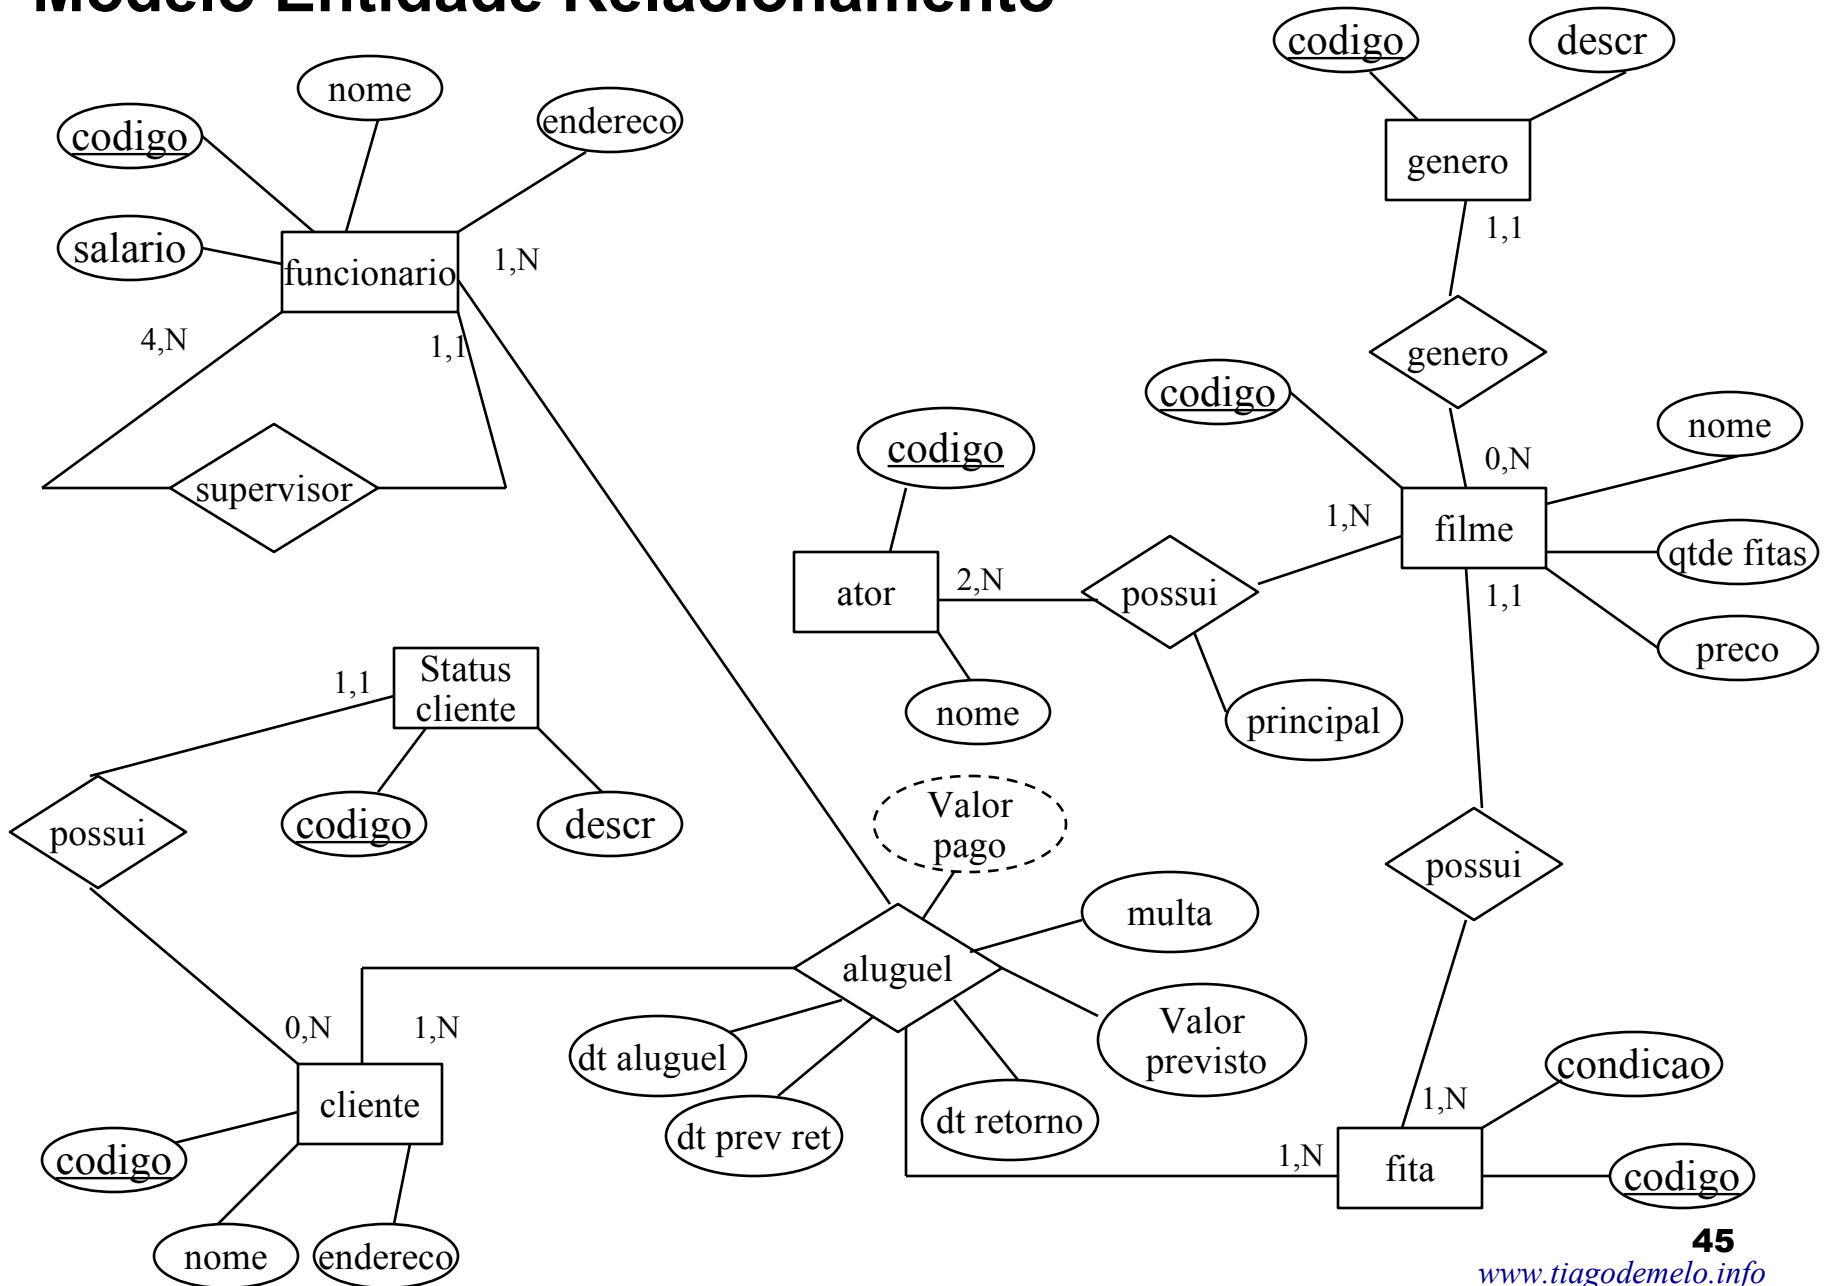 Modelo Entidade Relacionamento
codigo
descr
nome
endereco
codigo
genero
salario
funcionario
1,N
1,1
4,N
1,1
genero
codigo
nome
codigo
0,N
supervisor
1,N
filme
qtde fitas
ator
2,N
possui
1,1
preco
Status
cliente
1,1
nome
principal
possui
codigo
descr
Valor
pago
possui
multa
aluguel
0,N
1,N
dt aluguel
Valor
previsto
condicao
cliente
1,N
dt prev ret
dt retorno
codigo
1,N
fita
codigo
nome
endereco
45
www.tiagodemelo.info